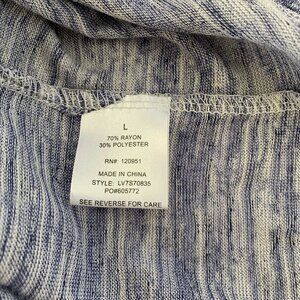 L
70% RAYON
30% POLYESTER
RN#: 120951
MADE IN CHINA
STYLE: LV7S70835
PO#605772
SEE REVERSE FOR CARE